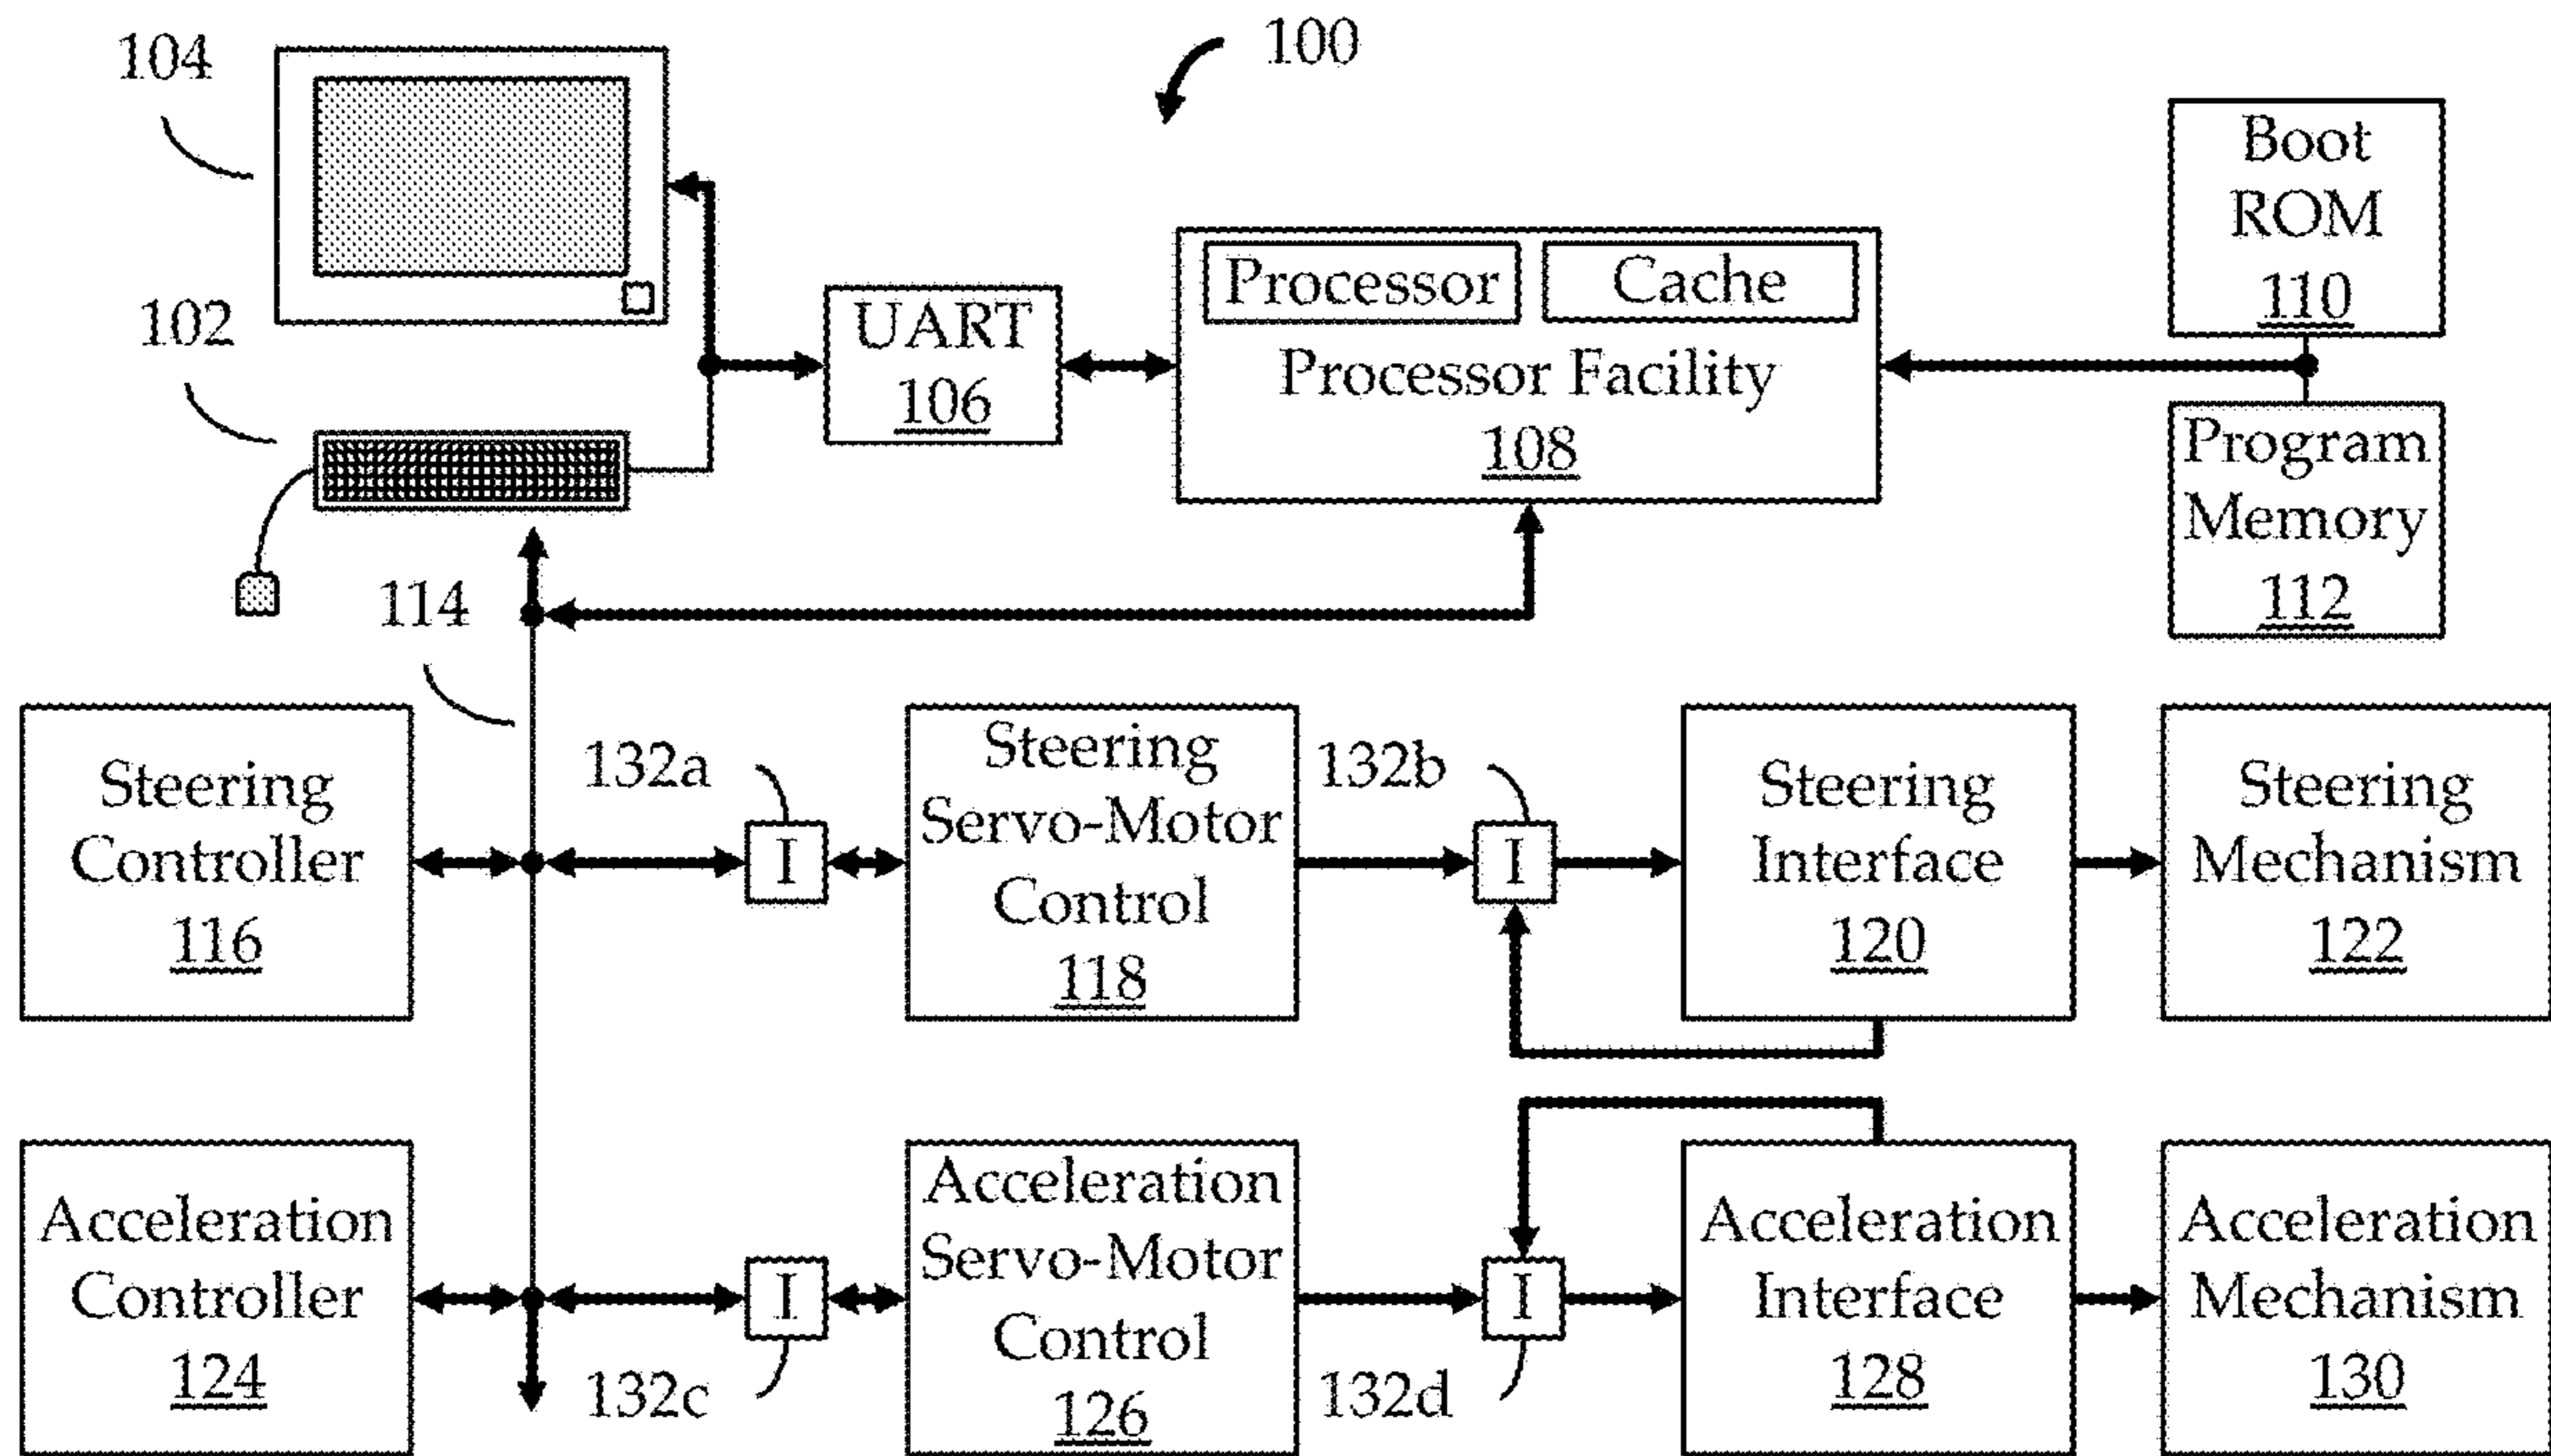 100
104
102
UART
106
Processor
Cache
Processor Facility
108
Boot
ROM
110
Program
Memory
112
114
Steering
Controller
116
132a
I
Steering
Servo-Motor
Control
118
132b
I
Steering
Interface
120
Steering
Mechanism
122
Acceleration
Controller
124
132c
I
Acceleration
Servo-Motor
Control
126
132d
I
Acceleration
Interface
128
Acceleration
Mechanism
130